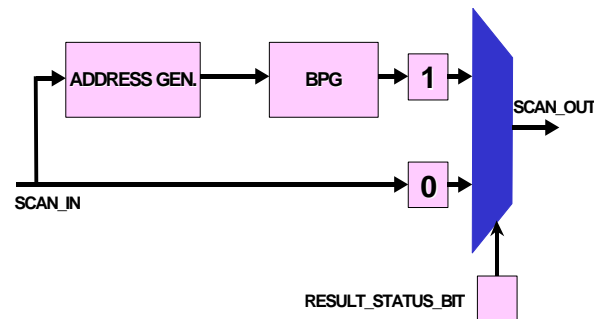 ADDRESS GEN.
BPG
1
SCAN_OUT
0
SCAN_IN
RESULT_STATUS_BIT